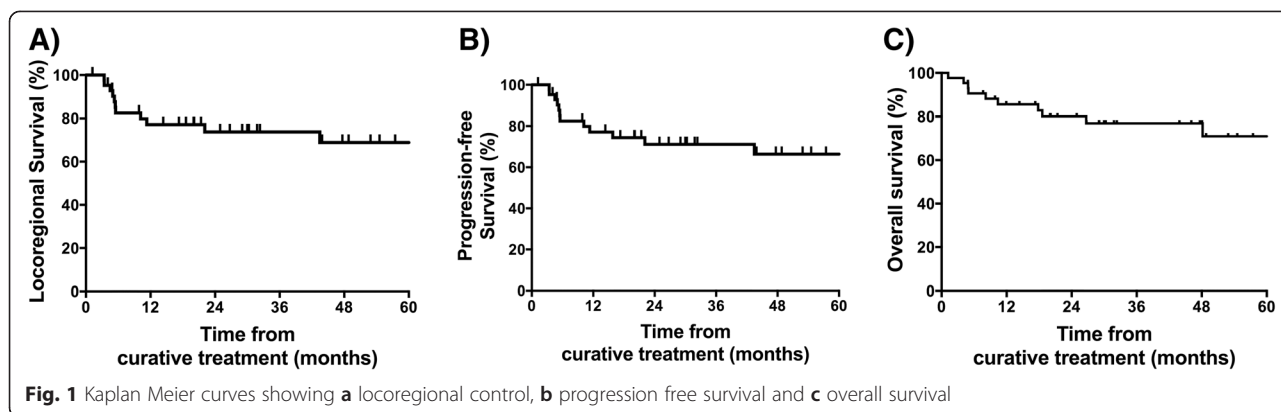 A)
Locoregional Survival (%)
100
80
60
40
20
0
0 12 24 36 48 60
Time from
curative treatment (months)
B)
Progression-free
Survival (%)
100
80
60
40
20
0
0 12 24 36 48 60
Time from
curative treatment (months)
C)
Overall survival (%)
100
80
60
40
20
0
0 12 24 36 48 60
Time from
curative treatment (months)
Fig. 1 Kaplan Meier curves showing a locoregional control, b progression free survival and c overall survival